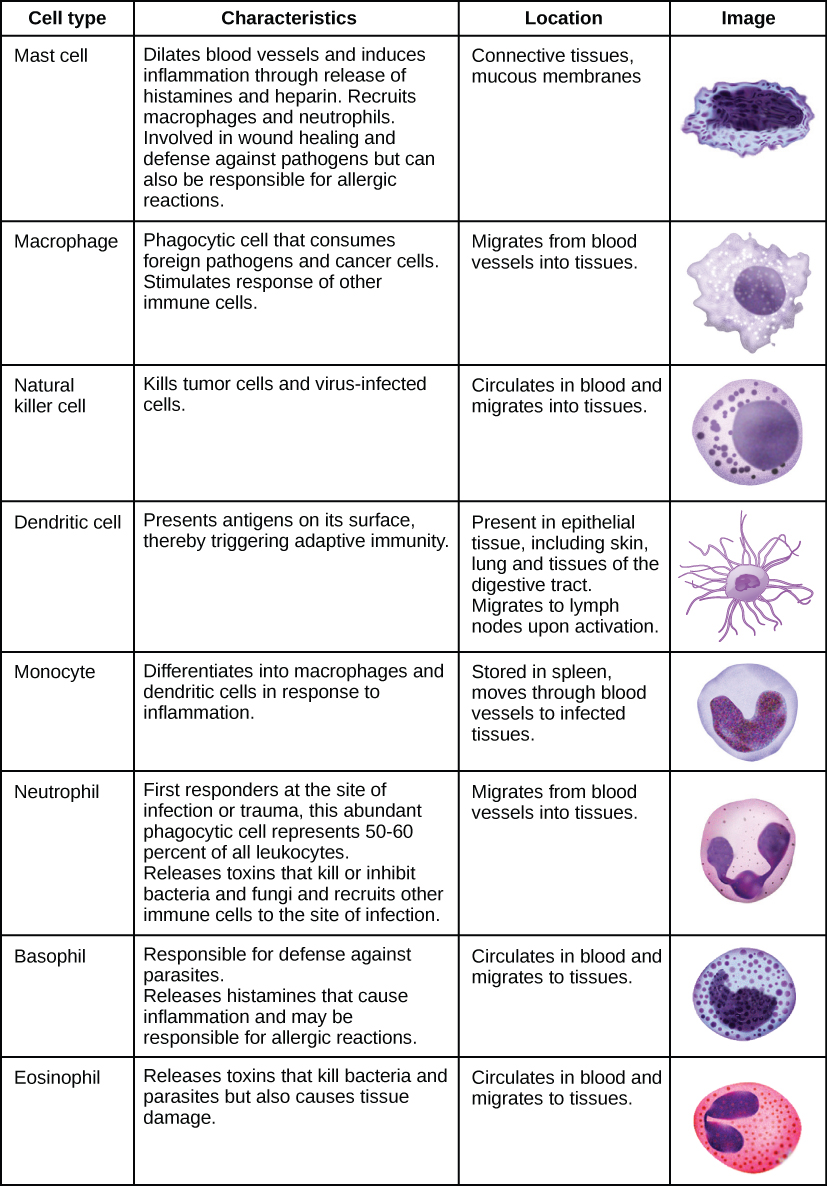 Cell type
Characteristics
Location
Image
Mast cell
Dilates blood vessels and induces
inflammation through release of
histamines and heparin. Recruits
macrophages and neutrophils.
Involved in wound healing and
defense against pathogens but can
also be responsible for allergic
reactions.
Connective tissues,
mucous membranes
Macrophage
Phagocytic cell that consumes
foreign pathogens and cancer cells.
Stimulates response of other
immune cells.
Migrates from blood
vessels into tissues.
Natural
killer cell
Kills tumor cells and virus-infected
cells.
Circulates in blood and
migrates into tissues.
Dendritic cell
Presents antigens on its surface,
thereby triggering adaptive immunity.
Present in epithelial
tissue, including skin,
lung and tissues of the
digestive tract.
Migrates to lymph
nodes upon activation.
Monocyte
Differentiates into macrophages and
dendritic cells in response to
inflammation.
Stored in spleen,
moves through blood
vessels to infected
tissues.
Neutrophil
First responders at the site of
infection or trauma, this abundant
phagocytic cell represents 50-60
percent of all leukocytes.
Releases toxins that kill or inhibit
bacteria and fungi and recruits other
immune cells to the site of infection.
Migrates from blood
vessels into tissues.
Basophil
Responsible for defense against
parasites.
Releases histamines that cause
inflammation and may be
responsible for allergic reactions.
Circulates in blood and
migrates to tissues.
Eosinophil
Releases toxins that kill bacteria and
parasites but also causes tissue
damage.
Circulates in blood and
migrates to tissues.